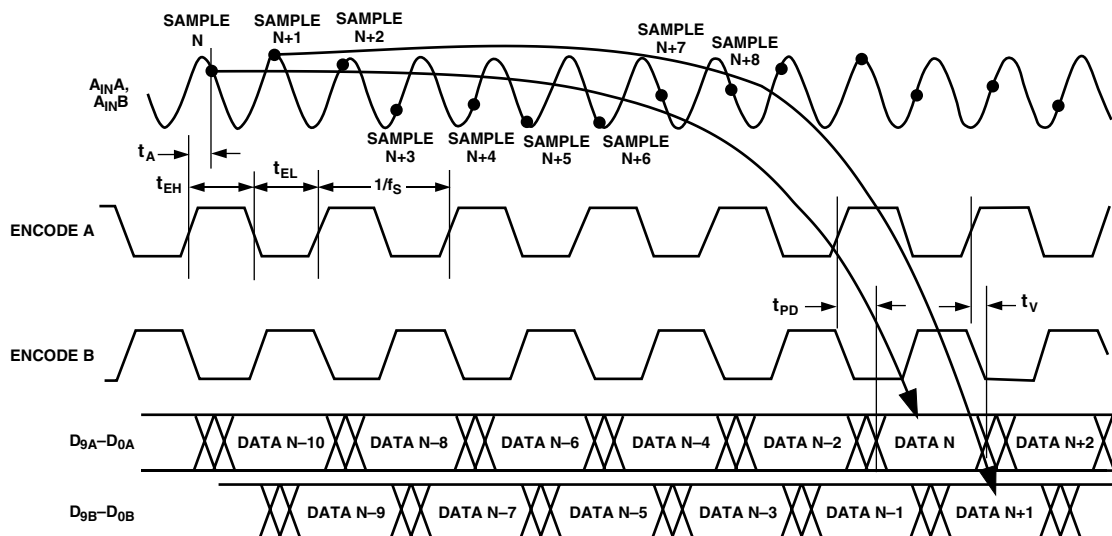 SAMPLE
N
SAMPLE
N+1
SAMPLE
N+2
SAMPLE
N+7
SAMPLE
N+8
AINA,
AINB
SAMPLE
N+3
SAMPLE
N+4
SAMPLE
N+5
SAMPLE
N+6
tA
tEH
tEL
1/fS
ENCODE A
tPD
tV
ENCODE B
D9A–D0A
DATA N–10
DATA N–8
DATA N–6
DATA N–4
DATA N–2
DATA N
DATA N+2
D9B–D0B
DATA N–9
DATA N–7
DATA N–5
DATA N–3
DATA N–1
DATA N+1